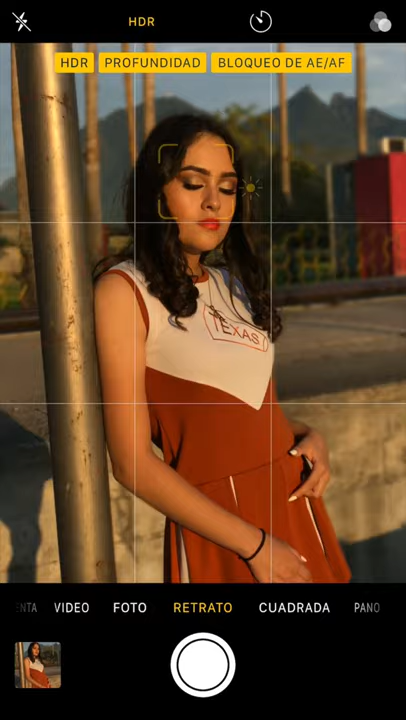 HDR
HDR PROFUNDIDAD BLOQUEO DE AE/AF
TEXAS
ENTA VIDEO FOTO RETRATO CUADRADA PANO